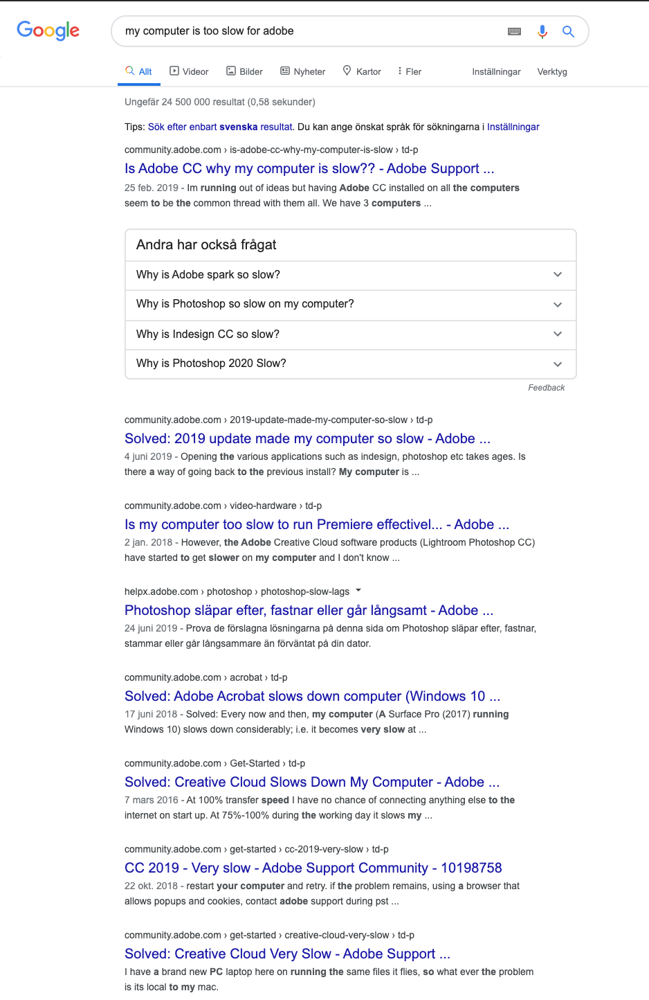 Google
my computer is too slow for adobe
Allt Videor Bilder Nyheter Kartor Fler Inställningar Verktyg
Ungefär 24 500 000 resultat (0,58 sekunder)
Tips: Sök efter enbart svenska resultat. Du kan ange önskat språk för sökningarna i Inställningar
community.adobe.com › is-adobe-cc-why-my-computer-is-slow › td-p
Is Adobe CC why my computer is slow?? - Adobe Support ...
25 feb. 2019 - Im running out of ideas but having Adobe CC installed on all the computers
seem to be the common thread with them all. We have 3 computers ...
Andra har också frågat
Why is Adobe spark so slow?
Why is Photoshop so slow on my computer?
Why is Indesign CC so slow?
Why is Photoshop 2020 Slow?
Feedback
community.adobe.com › 2019-update-made-my-computer-so-slow › td-p
Solved: 2019 update made my computer so slow - Adobe ...
4 juni 2019 - Opening the various applications such as indesign, photoshop etc takes ages. Is
there a way of going back to the previous install? My computer is ...
community.adobe.com › video-hardware › td-p
Is my computer too slow to run Premiere effectivel... - Adobe ...
2 jan. 2018 - However, the Adobe Creative Cloud software products (Lightroom Photoshop CC)
have started to get slower on my computer and I don't know ...
helpx.adobe.com › photoshop › photoshop-slow-lags
Photoshop släpar efter, fastnar eller går långsamt - Adobe ...
24 juni 2019 - Prova de förslagna lösningarna på denna sida om Photoshop släpar efter, fastnar,
stammar eller går långsammare än förväntat på din dator.
community.adobe.com › acrobat › td-p
Solved: Adobe Acrobat slows down computer (Windows 10 ...
17 juni 2018 - Solved: Every now and then, my computer (A Surface Pro (2017) running
Windows 10) slows down considerably; i.e. it becomes very slow at ...
community.adobe.com › Get-Started › td-p
Solved: Creative Cloud Slows Down My Computer - Adobe ...
7 mars 2016 - At 100% transfer speed I have no chance of connecting anything else to the
internet on start up. At 75%-100% during the working day it slows my ...
community.adobe.com › get-started › cc-2019-very-slow › td-p
CC 2019 - Very slow - Adobe Support Community - 10198758
22 okt. 2018 - restart your computer and retry. if the problem remains, using a browser that
allows popups and cookies, contact adobe support during pst ...
community.adobe.com › get-started › creative-cloud-very-slow › td-p
Solved: Creative Cloud Very Slow - Adobe Support ...
I have a brand new PC laptop here on running the same files it flies, so what ever the problem
is its local to my mac.